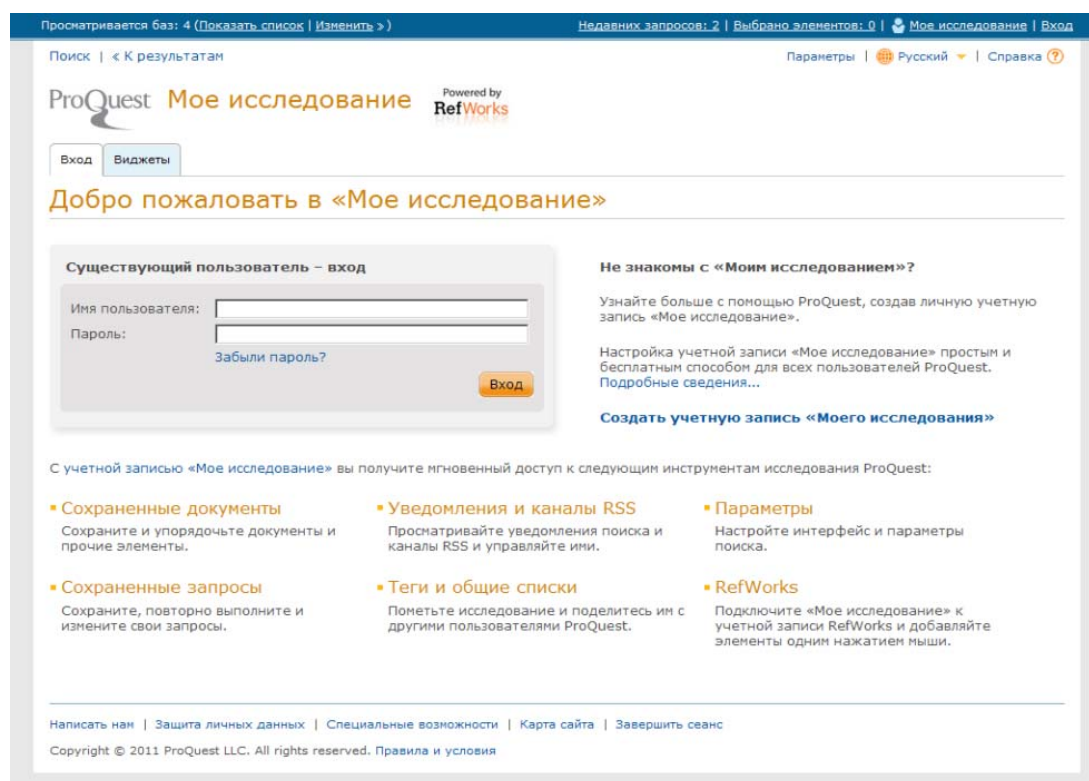 Просматривается баз: 4 (Показать список | Изменить »)
Недавних запросов: 2 | Выбрано элементов: 0 | Мое исследование | Вход
Поиск | « К результатам
Параметры | Русский | Справка ?
ProQuest Мое исследование Powered by
RefWorks
Вход Виджеты
Добро пожаловать в «Мое исследование»
Существующий пользователь – вход
Имя пользователя:
Пароль:
Забыли пароль?
Вход
Не знакомы с «Моим исследованием»?
Узнайте больше с помощью ProQuest, создав личную учетную
запись «Мое исследование».
Настройка учетной записи «Мое исследование» простым и
бесплатным способом для всех пользователей ProQuest.
Подробные сведения...
Создать учетную запись «Моего исследования»
С учетной записью «Мое исследование» вы получите мгновенный доступ к следующим инструментам исследования ProQuest:
Сохраненные документы
Сохраните и упорядочьте документы и
прочие элементы.
Уведомления и каналы RSS
Просматривайте уведомления поиска и
каналы RSS и управляйте ими.
Параметры
Настройте интерфейс и параметры
поиска.
Сохраненные запросы
Сохраните, повторно выполните и
измените свои запросы.
Теги и общие списки
Пометьте исследование и поделитесь им с
другими пользователями ProQuest.
RefWorks
Подключите «Мое исследование» к
учетной записи RefWorks и добавляйте
элементы одним нажатием мыши.
Написать нам | Защита личных данных | Специальные возможности | Карта сайта | Завершить сеанс
Copyright © 2011 ProQuest LLC. All rights reserved. Правила и условия